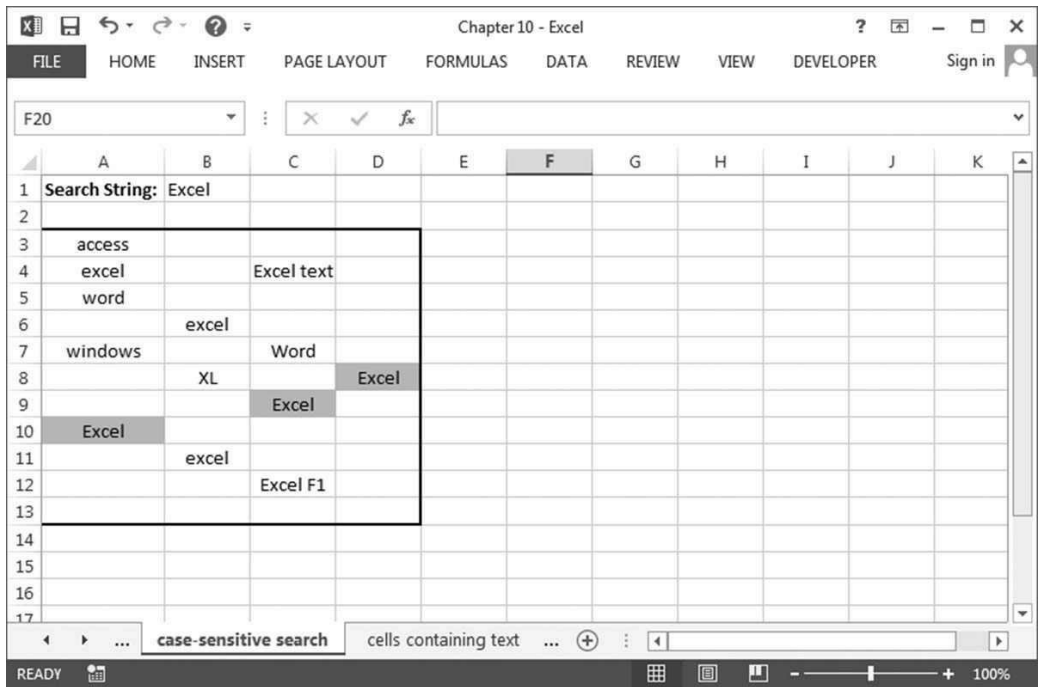 Chapter 10 - Excel
?
FILE HOME INSERT PAGE LAYOUT FORMULAS DATA REVIEW VIEW DEVELOPER Sign in
F20 fx
A B C D E F G H I J K
1 Search String: Excel
2
3 access
4 excel Excel text
5 word
6 excel
7 windows Word
8 XL Excel
9 Excel
10 Excel
11 excel
12 Excel F1
13
14
15
16
17
... case-sensitive search cells containing text ...
READY 100%